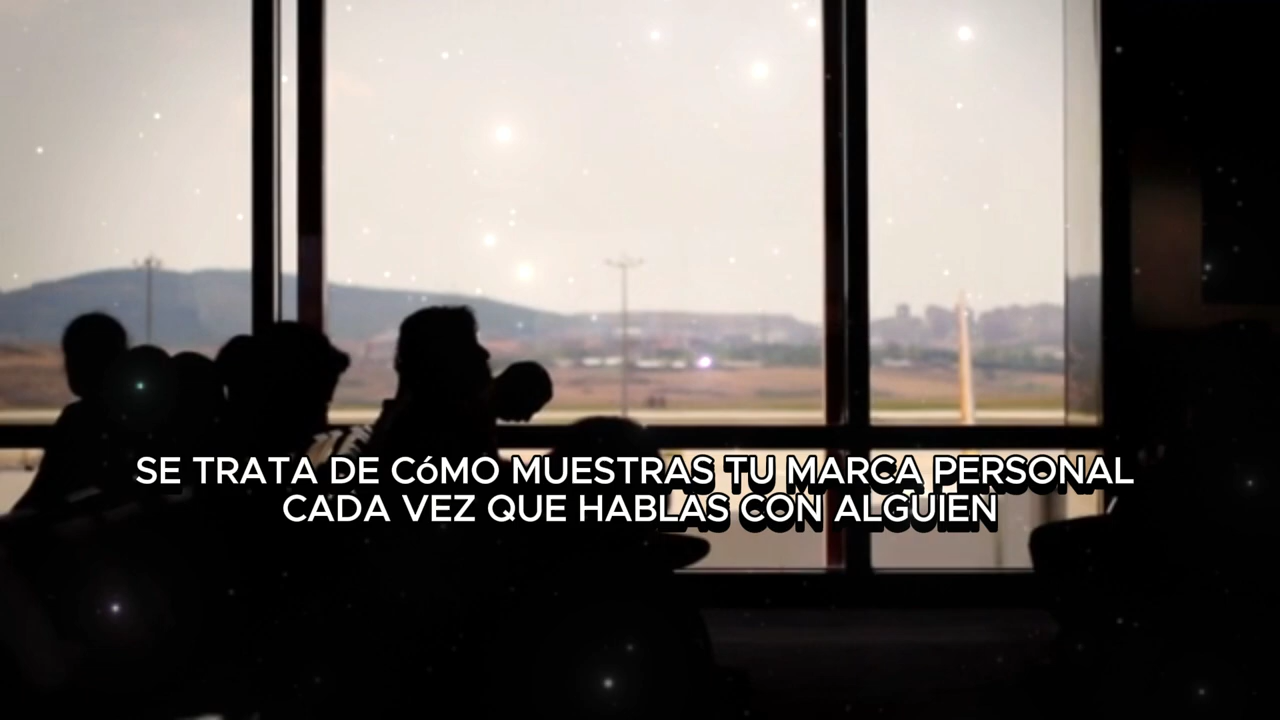 SE TRATA DE CóMO MUESTRAS TU MARCA PERSONAL
CADA VEZ QUE HABLAS CON ALGUIEN